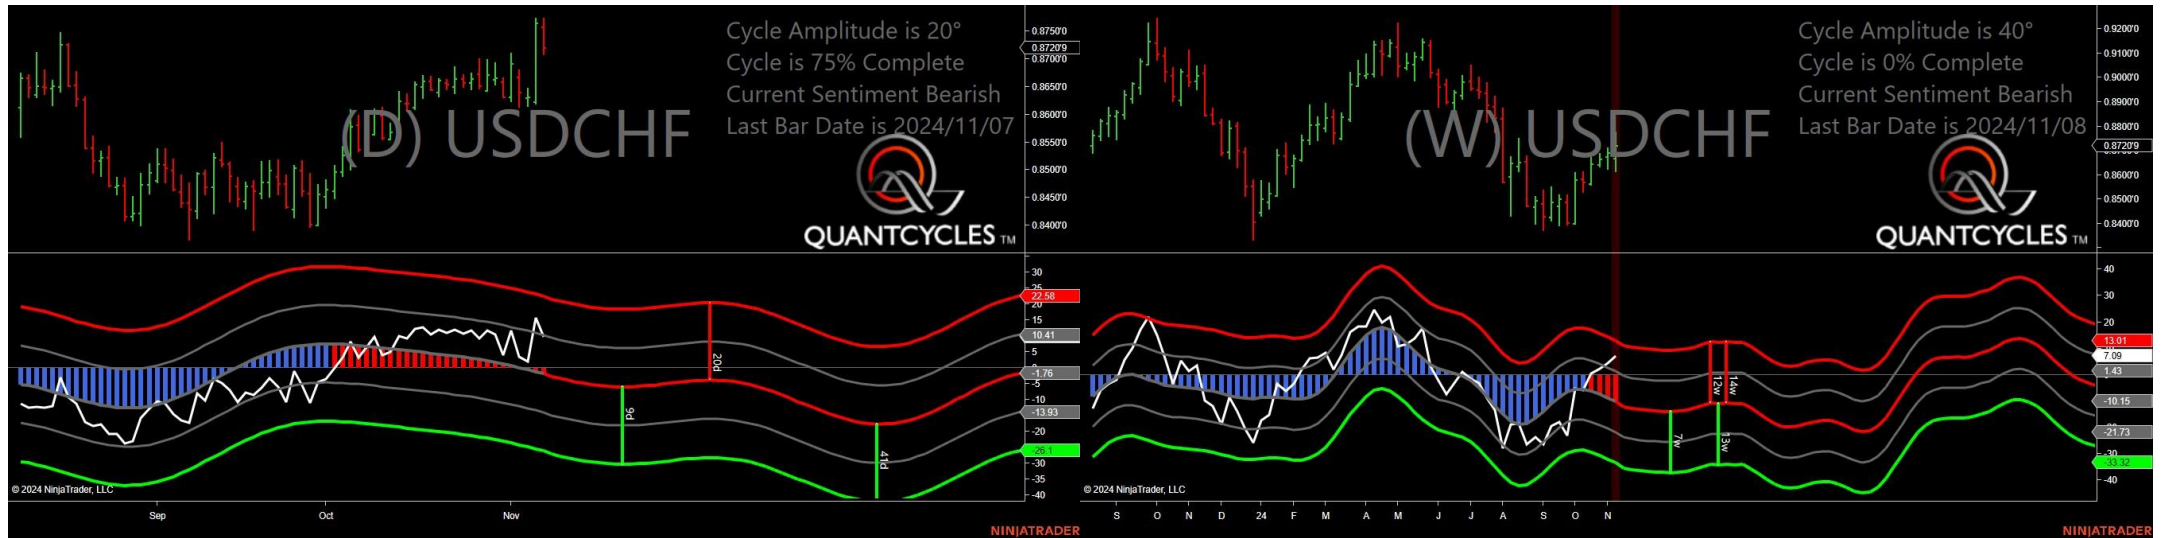 Cycle Amplitude is 20°
Cycle is 75% Complete
Current Sentiment Bearish
Last Bar Date is 2024/11/07
(D) USDCHF
QUANTCYCLES TM
0.8750'0
0.8720'9
0.8700'0
0.8650'0
0.8600'0
0.8550'0
0.8500'0
0.8450'0
0.8400'0
30
25
22.58
20
15
10.41
5
-1.76
-5
-10
-13.93
-20
-26.1
-30
-35
-40
20d
9d
41d
© 2024 NinjaTrader, LLC
Sep
Oct
Nov
NINJATRADER
Cycle Amplitude is 40°
Cycle is 0% Complete
Current Sentiment Bearish
Last Bar Date is 2024/11/08
(W) USDCHF
QUANTCYCLES TM
0.9200'0
0.9100'0
0.9000'0
0.8900'0
0.8800'0
0.8720'9
0.8600'0
0.8500'0
0.8400'0
40
30
20
13.01
7.09
1.43
-10.15
-21.73
-30
-33.32
-40
12w
14w
7w
13w
© 2024 NinjaTrader, LLC
S
O
N
D
24
F
M
A
M
J
J
A
S
O
N
NINJATRADER